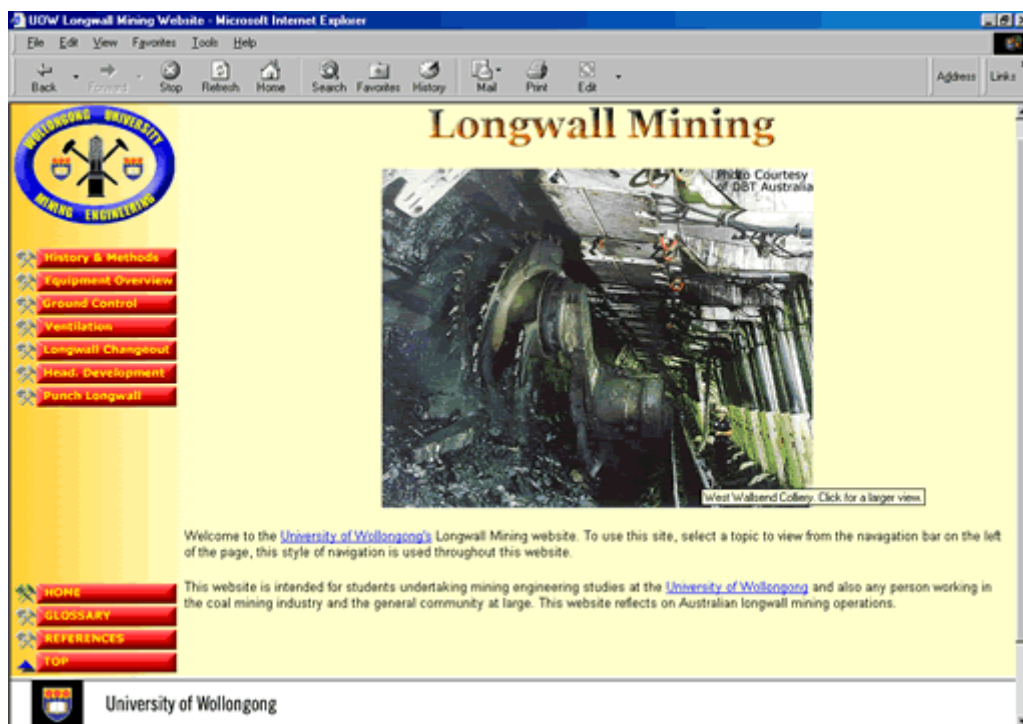 UOW Longwall Mining Website - Microsoft Internet Explorer
File Edit View Favorites Tools Help
Back Forward Stop Refresh Home Search Favorites History Mail Print Edit Address Links
WOLLONGONG UNIVERSITY
MINING ENGINEERING
Longwall Mining
Photo Courtesy
of DBT Australia
History & Methods
Equipment Overview
Ground Control
Ventilation
Longwall Changeout
Head. Development
Punch Longwall
West Wallsend Colliery. Click for a larger view.
Welcome to the University of Wollongong's Longwall Mining website. To use this site, select a topic to view from the navagation bar on the left
of the page, this style of navigation is used throughout this website.
This website is intended for students undertaking mining engineering studies at the University of Wollongong and also any person working in
the coal mining industry and the general community at large. This website reflects on Australian longwall mining operations.
HOME
GLOSSARY
REFERENCES
TOP
University of Wollongong